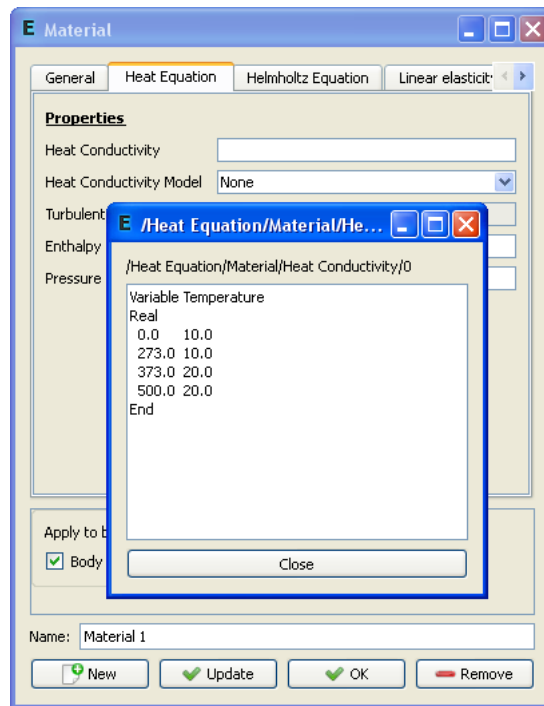 E Material
General Heat Equation Helmholtz Equation Linear elasticit
Properties
Heat Conductivity
Heat Conductivity Model None
Turbulent
Enthalpy
Pressure
E /Heat Equation/Material/He...
/Heat Equation/Material/Heat Conductivity/0
Variable Temperature
Real
0.0 10.0
273.0 10.0
373.0 20.0
500.0 20.0
End
Close
Apply to b
Body
Name: Material 1
New Update OK Remove